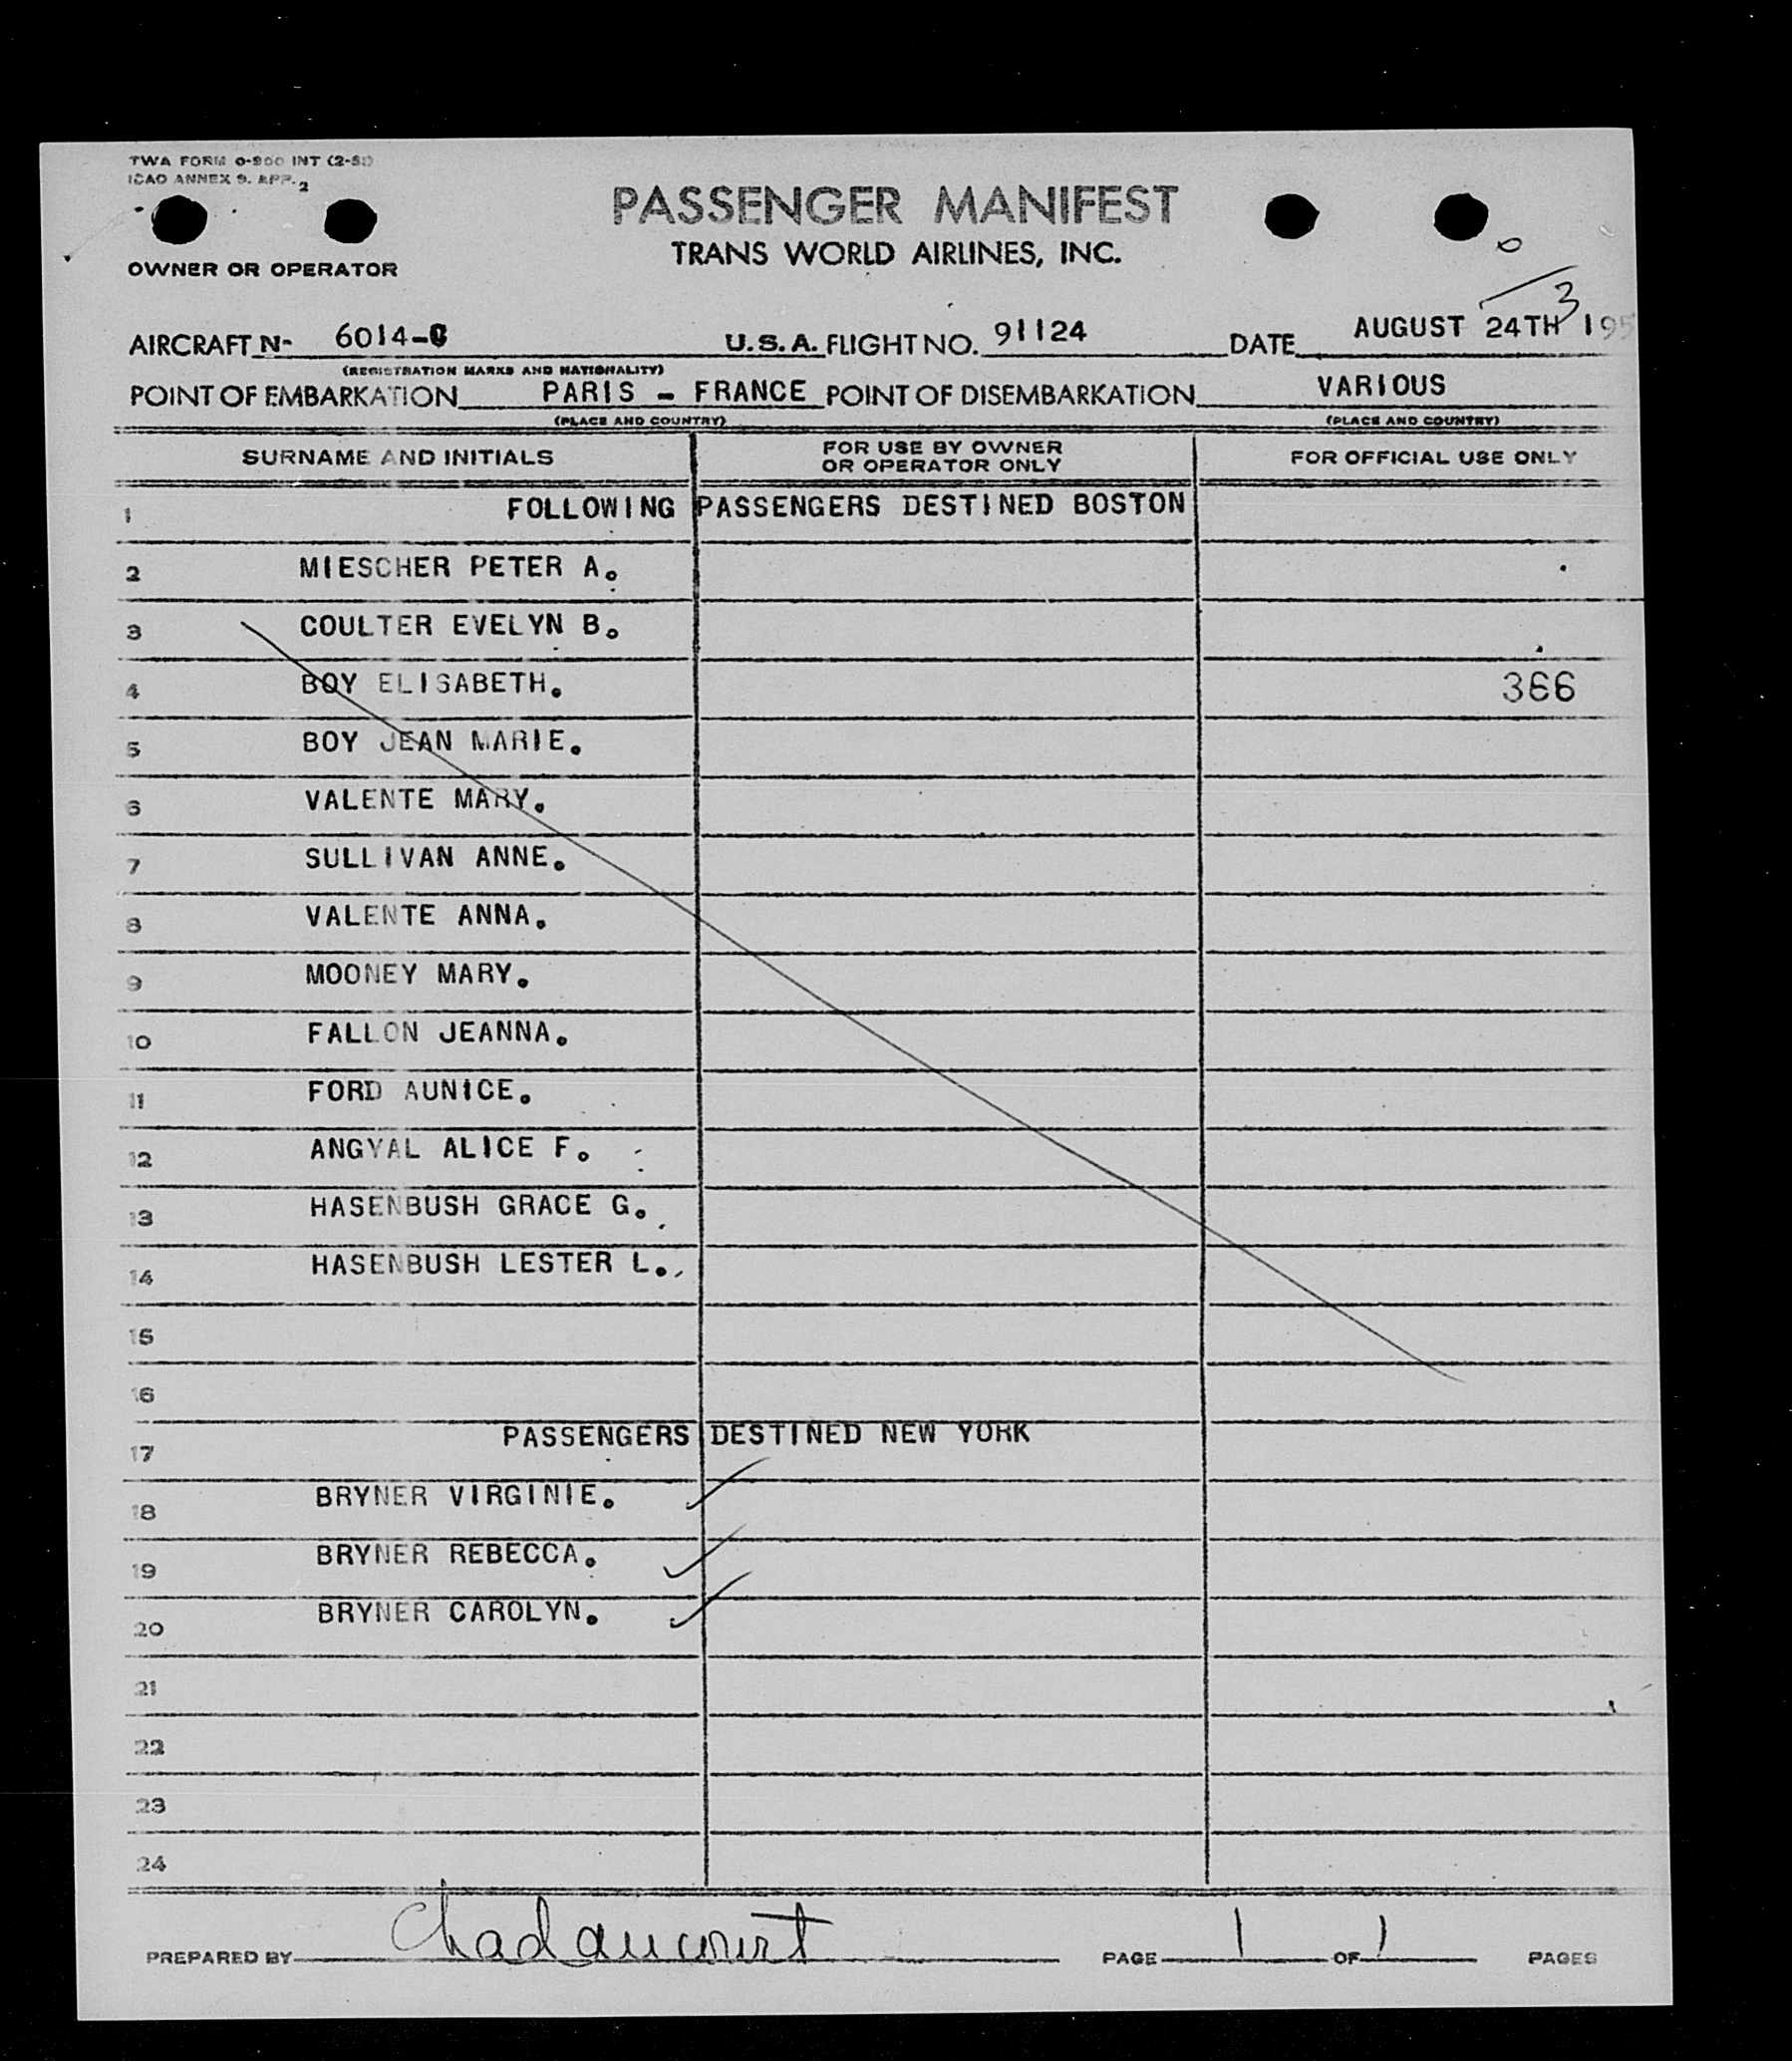 TWA FORM 0-900 INT (2-5
ICAO ANNEX 9. APP. 2
PASSENGER MANIFEST
TRANS WORLD AIRLINES, INC.
OWNER OR OPERATOR
3
AIRCRAFT N- 6014-C U.S.A. FLIGHT NO. 91124 DATE AUGUST 24TH 195
(REGISTRATION MARKS AND NATIONALITY)
POINT OF EMBARKATION PARIS - FRANCE POINT OF DISEMBARKATION VARIOUS
(PLACE AND COUNTRY) (PLACE AND COUNTRY)
SURNAME AND INITIALS FOR USE BY OWNER OR OPERATOR ONLY FOR OFFICIAL USE ONLY
1 FOLLOWING PASSENGERS DESTINED BOSTON
2 MIESCHER PETER A.
3 COULTER EVELYN B.
4 BOY ELISABETH. 366
5 BOY JEAN MARIE.
6 VALENTE MARY.
7 SULLIVAN ANNE.
8 VALENTE ANNA.
9 MOONEY MARY.
10 FALLON JEANNA.
11 FORD AUNICE.
12 ANGYAL ALICE F.
13 HASENBUSH GRACE G.
14 HASENBUSH LESTER L.
15
16
17 PASSENGERS DESTINED NEW YORK
18 BRYNER VIRGINIE.
19 BRYNER REBECCA.
20 BRYNER CAROLYN.
21
22
23
24
PREPARED BY PAGE 1 OF 1 PAGES